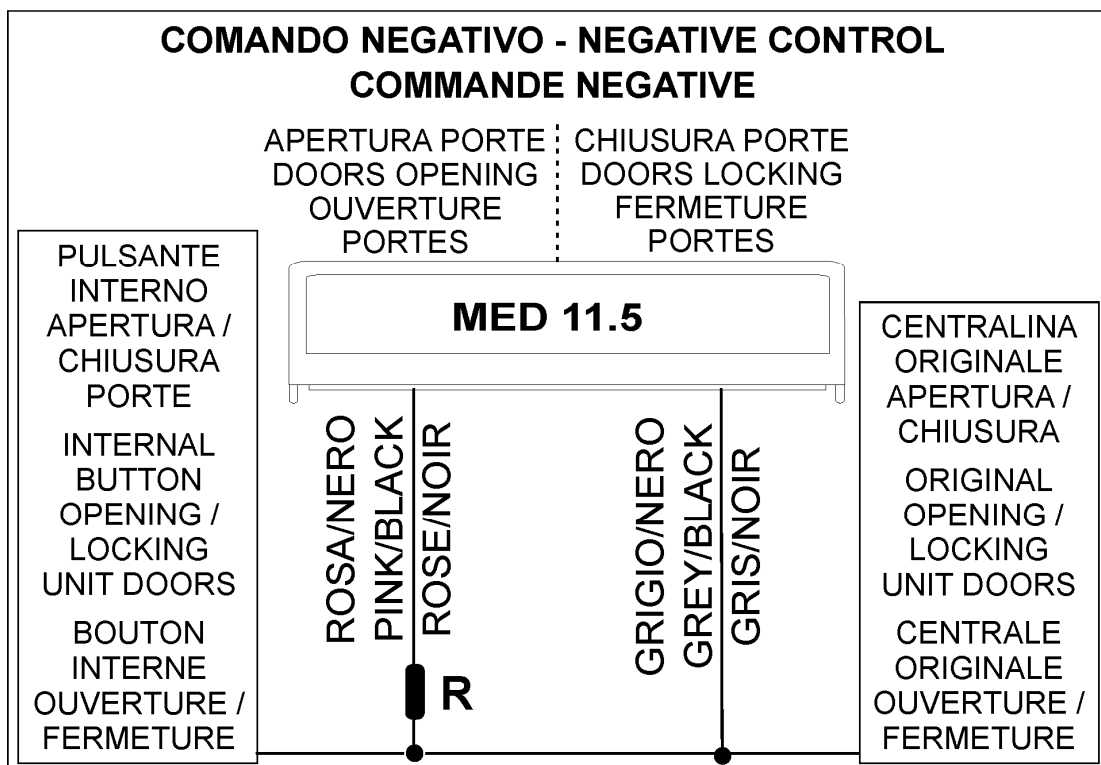 COMANDO NEGATIVO - NEGATIVE CONTROL
COMMANDE NEGATIVE
APERTURA PORTE
DOORS OPENING
OUVERTURE
PORTES
CHIUSURA PORTE
DOORS LOCKING
FERMETURE
PORTES
PULSANTE
INTERNO
APERTURA /
CHIUSURA
PORTE
INTERNAL
BUTTON
OPENING /
LOCKING
UNIT DOORS
BOUTON
INTERNE
OUVERTURE /
FERMETURE
MED 11.5
ROSA/NERO
PINK/BLACK
ROSE/NOIR
R
GRIGIO/NERO
GREY/BLACK
GRIS/NOIR
CENTRALINA
ORIGINALE
APERTURA /
CHIUSURA
ORIGINAL
OPENING /
LOCKING
UNIT DOORS
CENTRALE
ORIGINALE
OUVERTURE /
FERMETURE